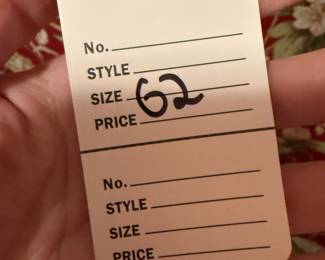 No.
STYLE
SIZE 62
PRICE
No.
STYLE
SIZE
PRICE